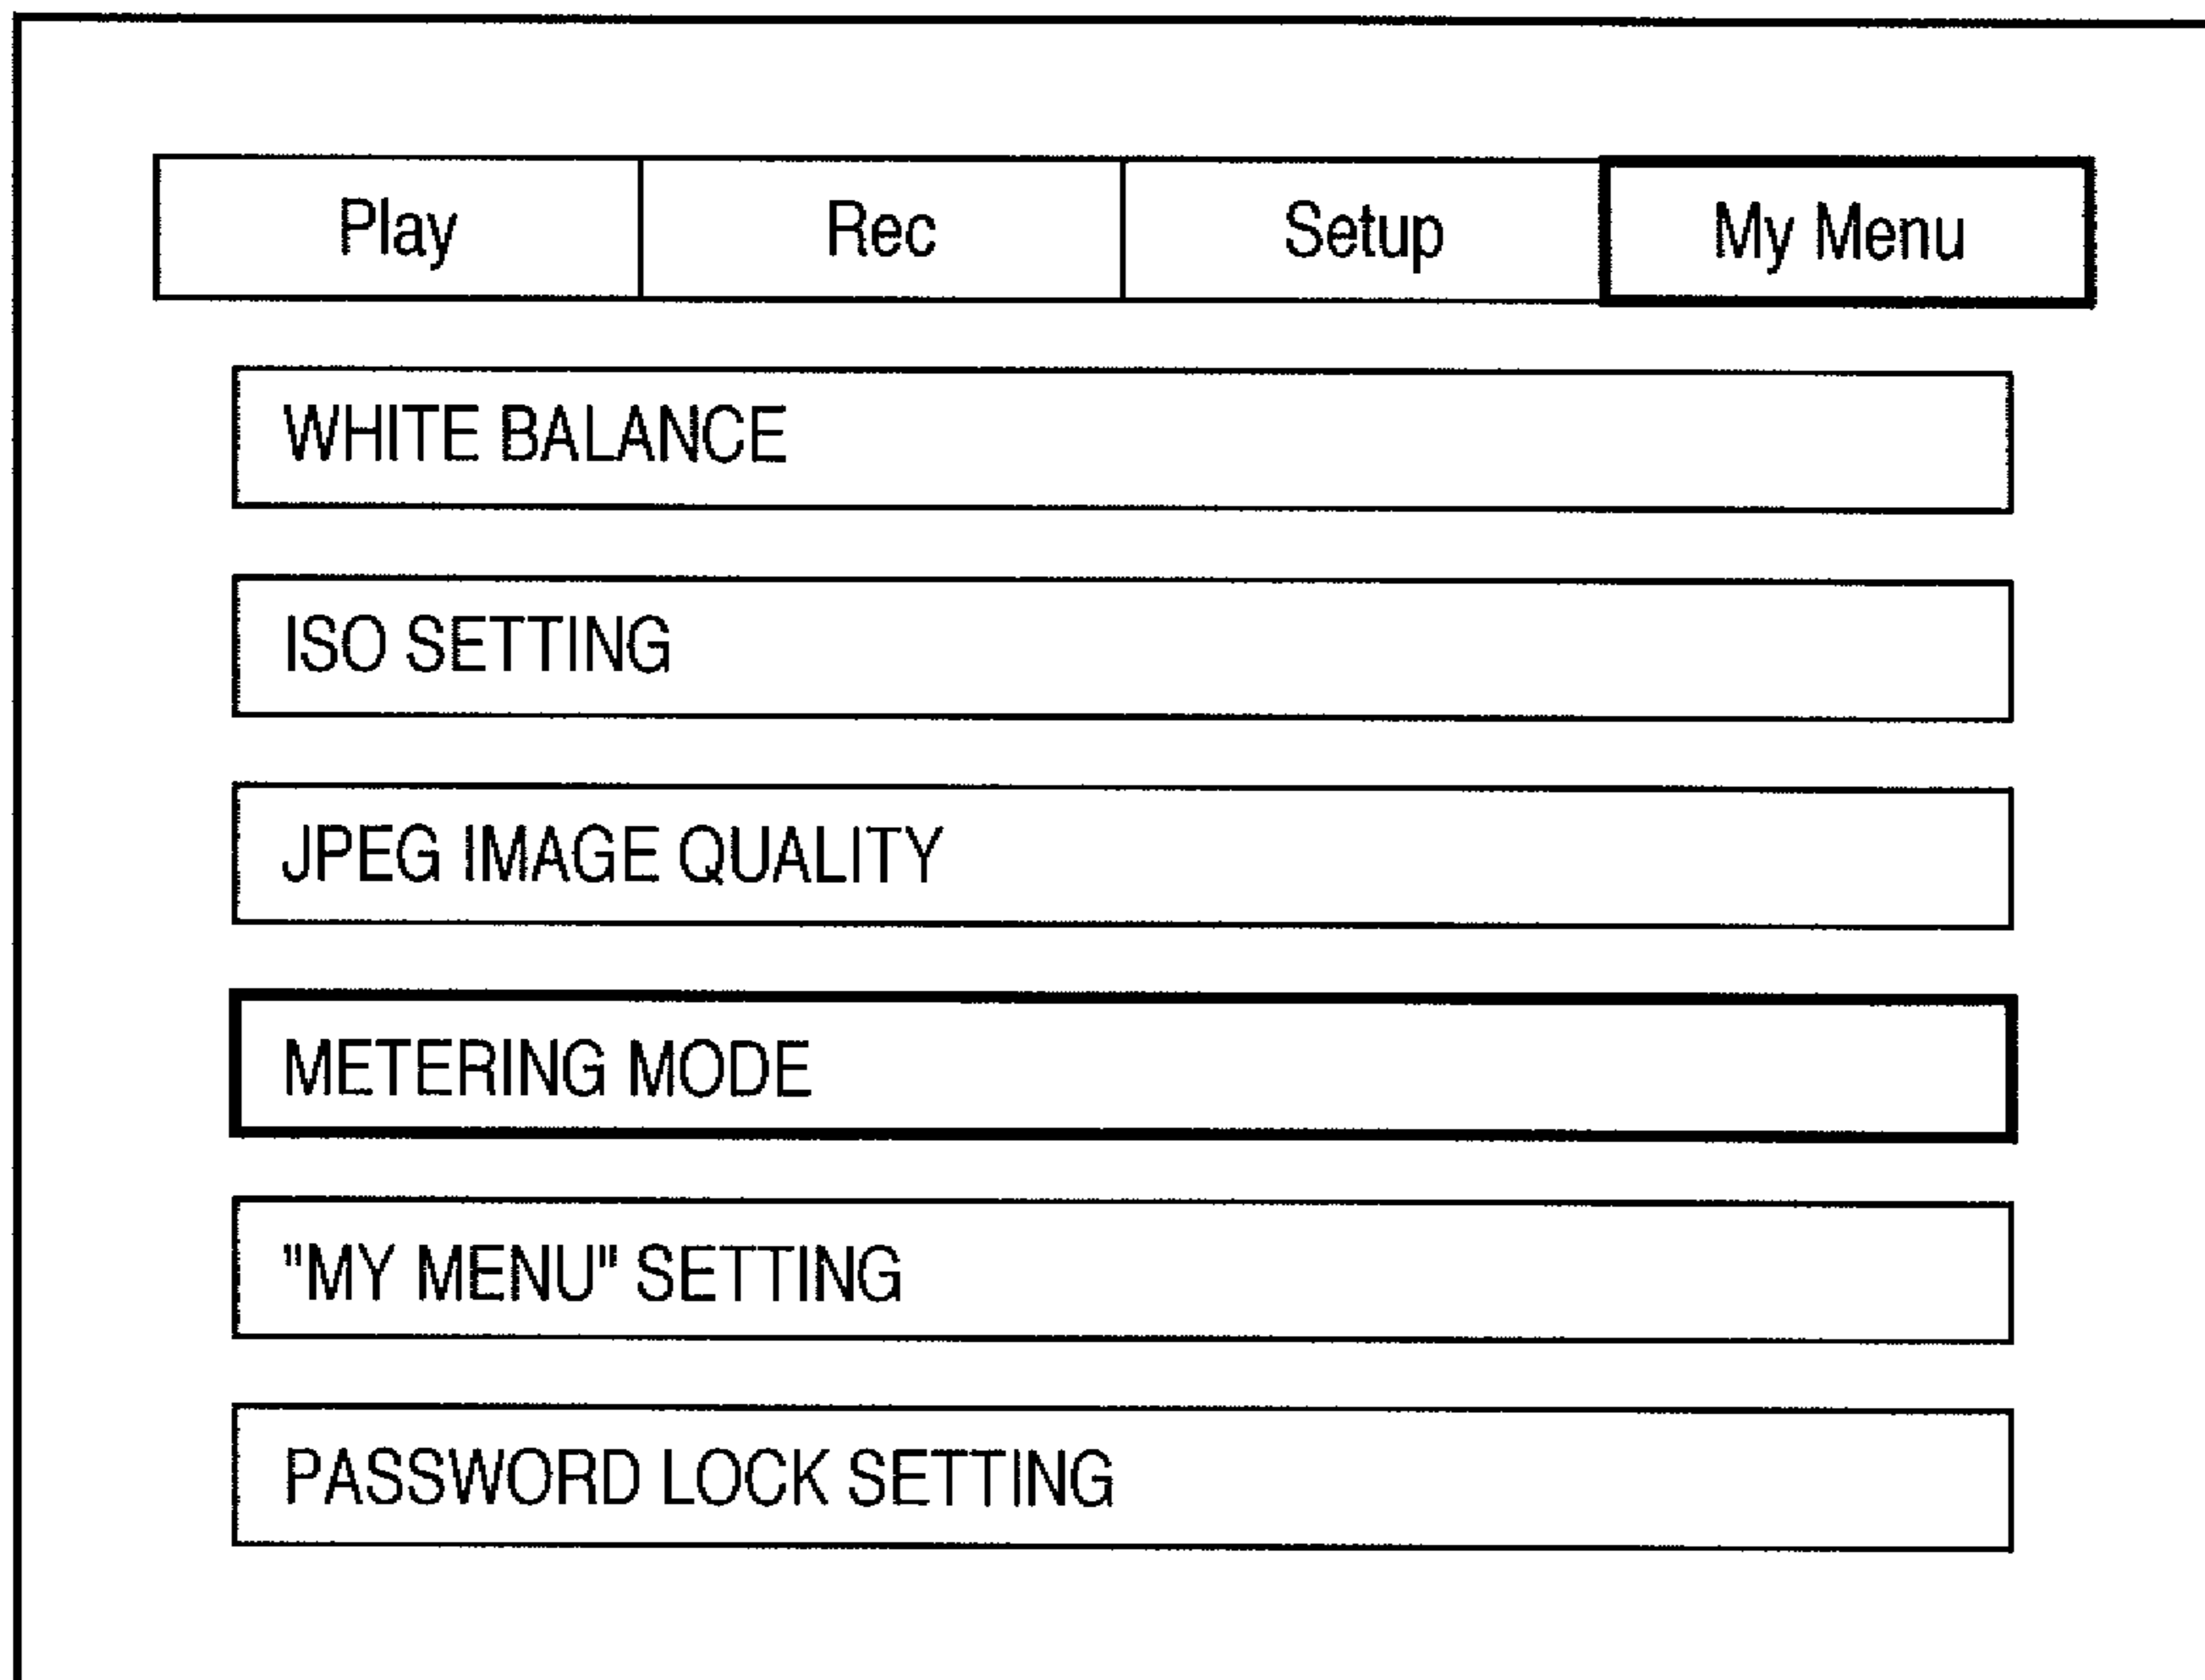 Play Rec Setup My Menu
WHITE BALANCE
ISO SETTING
JPEG IMAGE QUALITY
METERING MODE
"MY MENU" SETTING
PASSWORD LOCK SETTING